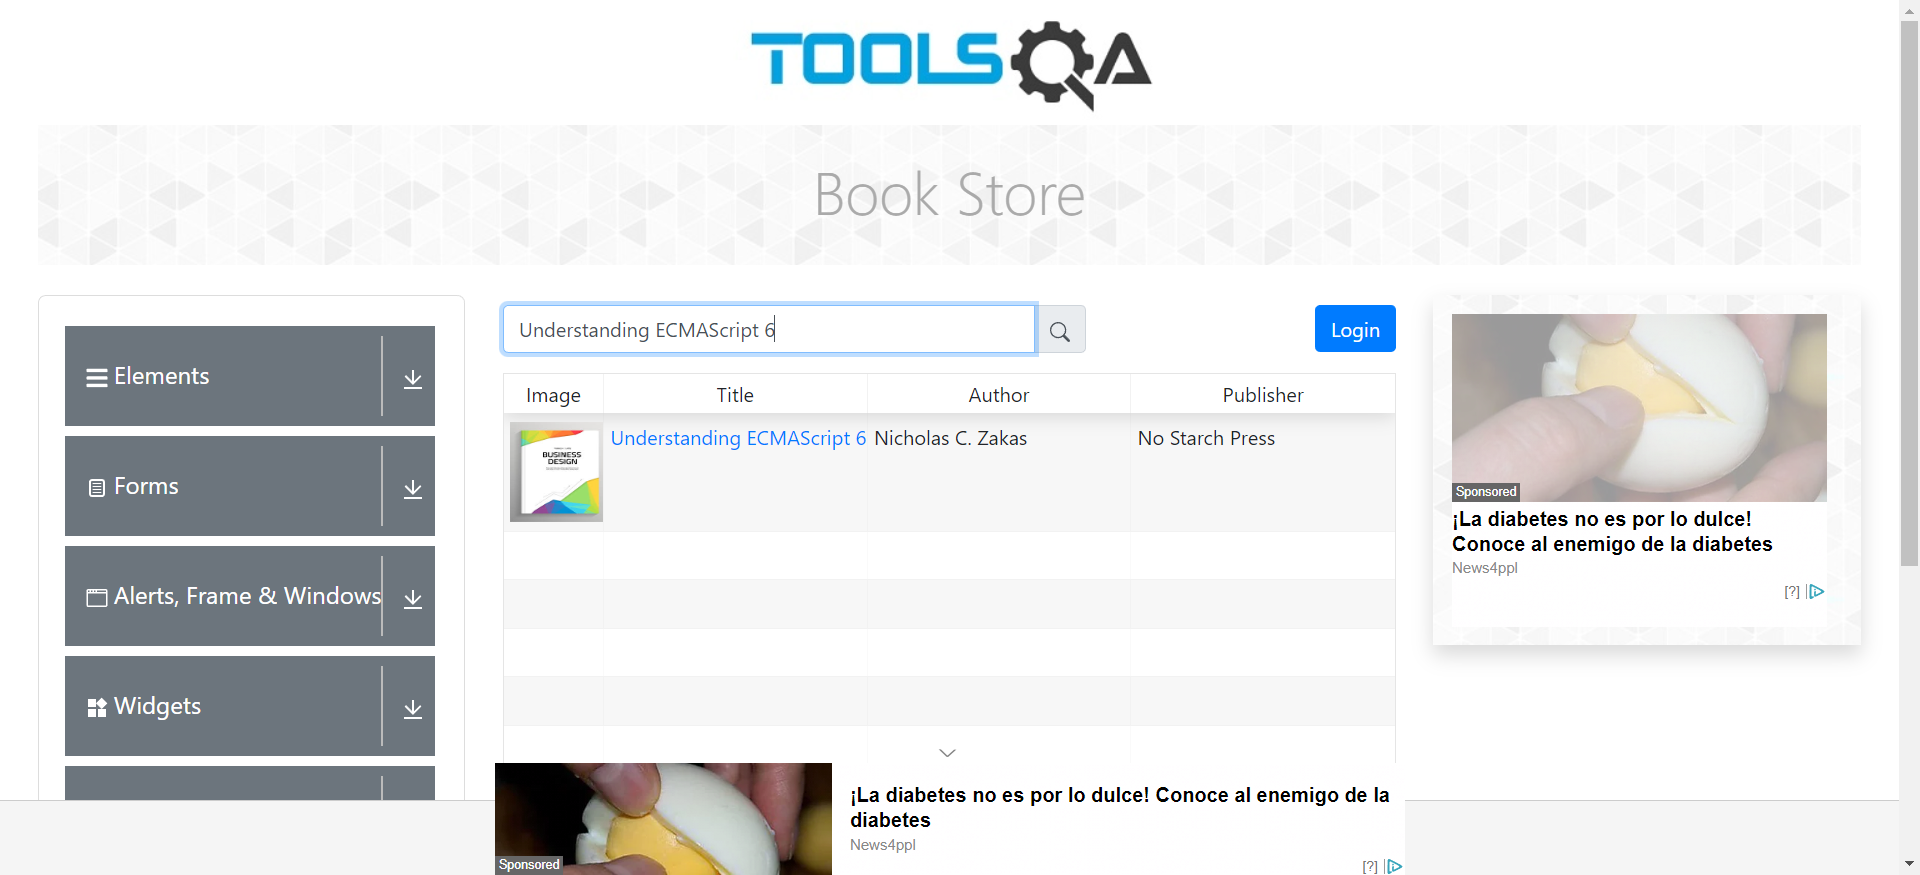 TOOLSQA
Book Store
Elements
Forms
Alerts, Frame & Windows
Widgets
Understanding ECMAScript 6
Login
Image Title Author Publisher
BUSINESS
DESIGN
Understanding ECMAScript 6 Nicholas C. Zakas No Starch Press
Sponsored
¡La diabetes no es por lo dulce!
Conoce al enemigo de la diabetes
News4ppl
[?]
Sponsored
¡La diabetes no es por lo dulce! Conoce al enemigo de la
diabetes
News4ppl
[?]